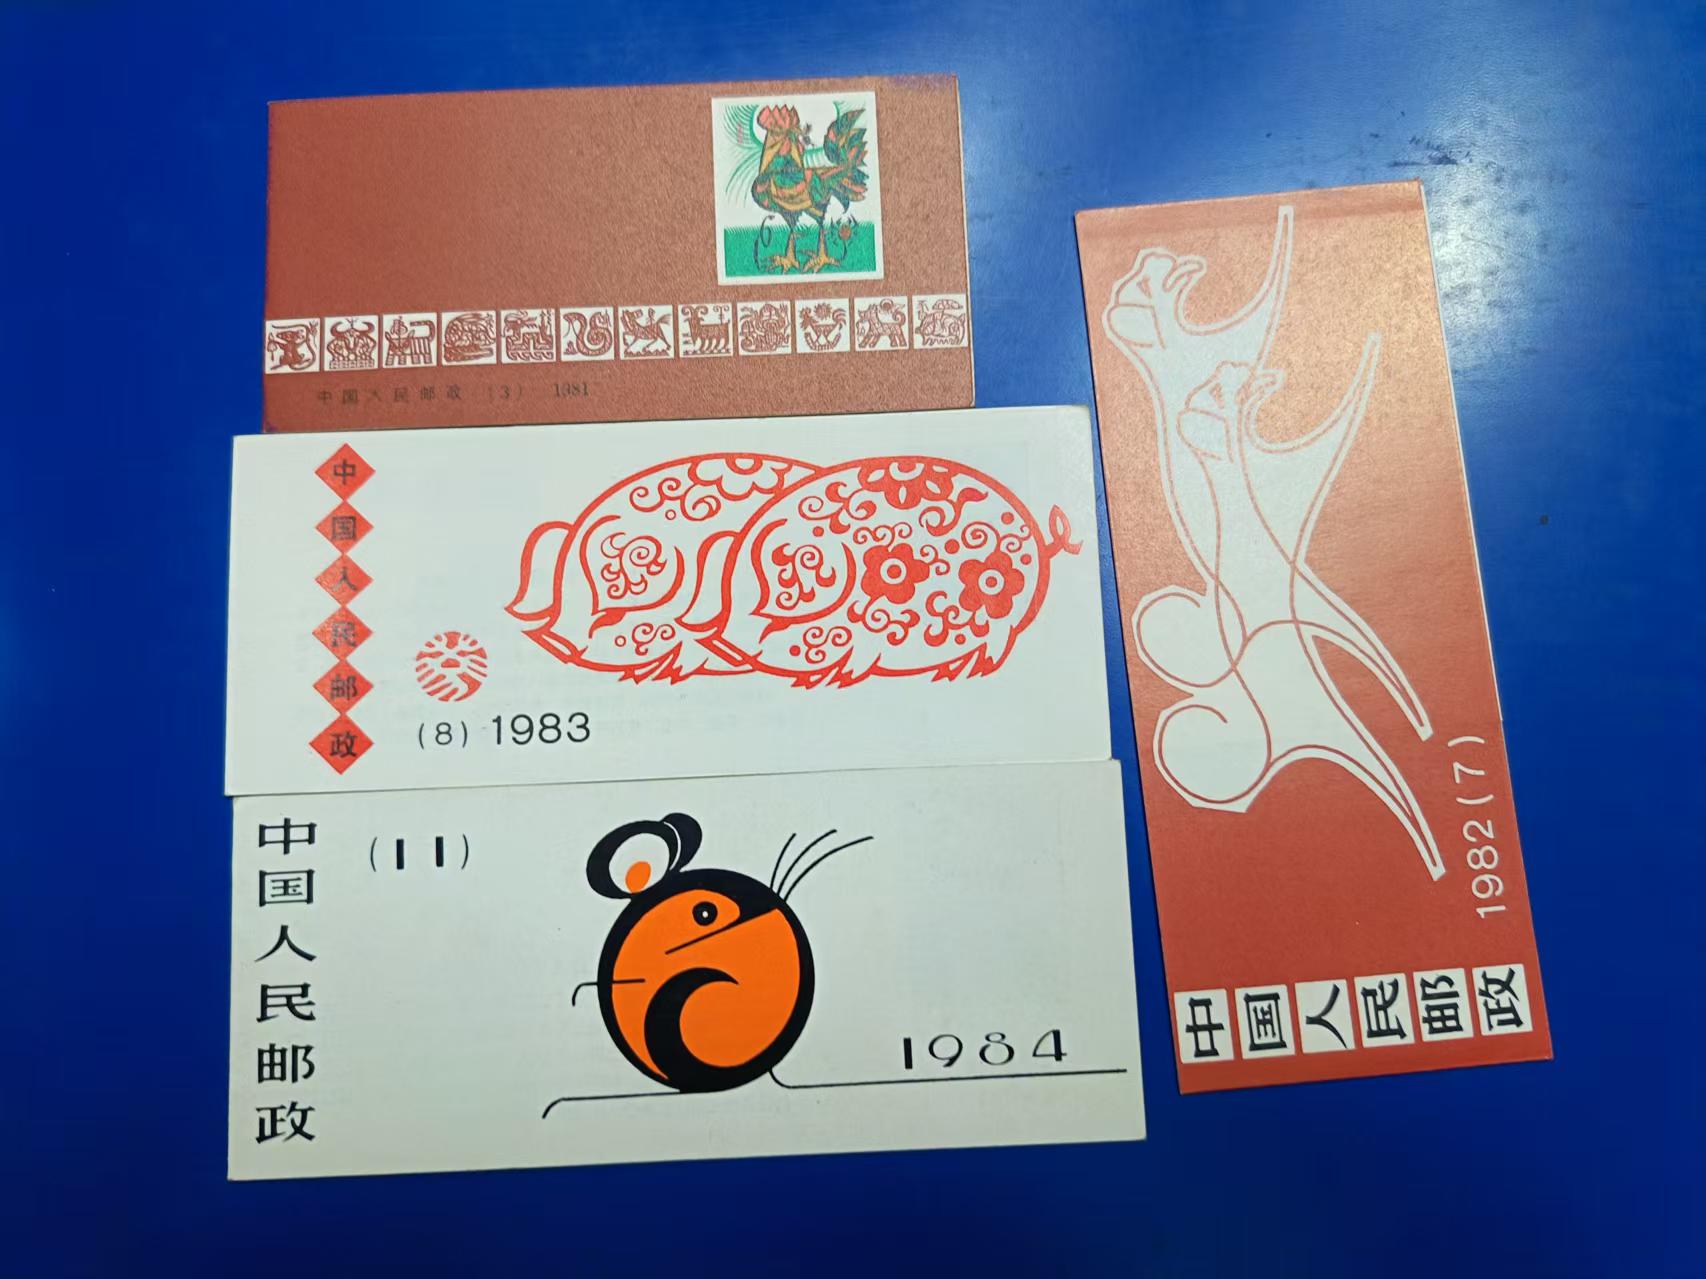 中国人民邮政 (3) 1981
中国人民邮政
(8) 1983
中国人民邮政
(11)
1984
1982(7)
中国人民邮政